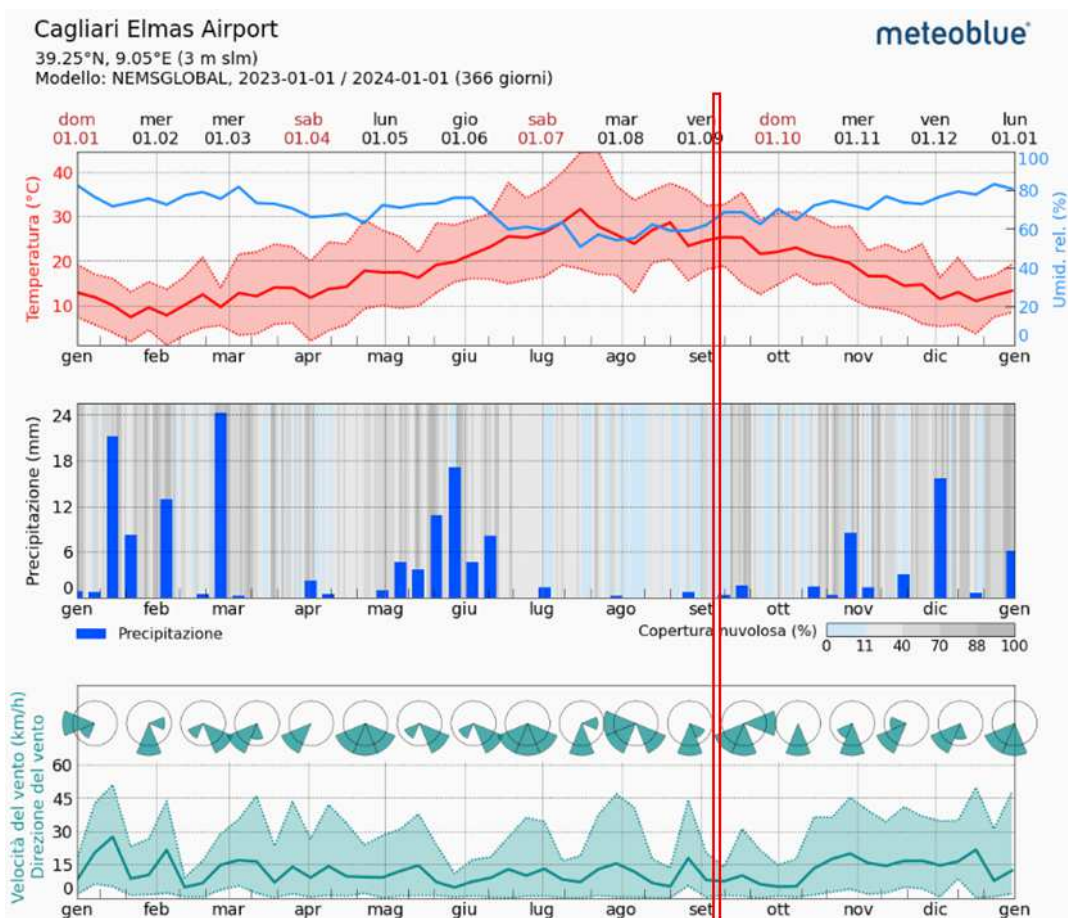 Cagliari Elmas Airport
meteoblue
39.25°N, 9.05°E (3 m slm)
Modello: NEMSGLOBAL, 2023-01-01 / 2024-01-01 (366 giorni)
dom mer mer sab lun gio sab mar ven dom mer ven lun
01.01 01.02 01.03 01.04 01.05 01.06 01.07 01.08 01.09 01.10 01.11 01.12 01.01
Temperatura (°C)
40
30
20
10
100
80
60
40
20
0
Umid. rel. (%)
gen feb mar apr mag giu lug ago set ott nov dic gen
Precipitazione (mm)
24
18
12
6
0
gen feb mar apr mag giu lug ago set ott nov dic gen
Precipitazione
Copertura nuvolosa (%)
0 11 40 70 88 100
Velocità del vento (km/h)
Direzione del vento
60
45
30
15
0
gen feb mar apr mag giu lug ago set ott nov dic gen